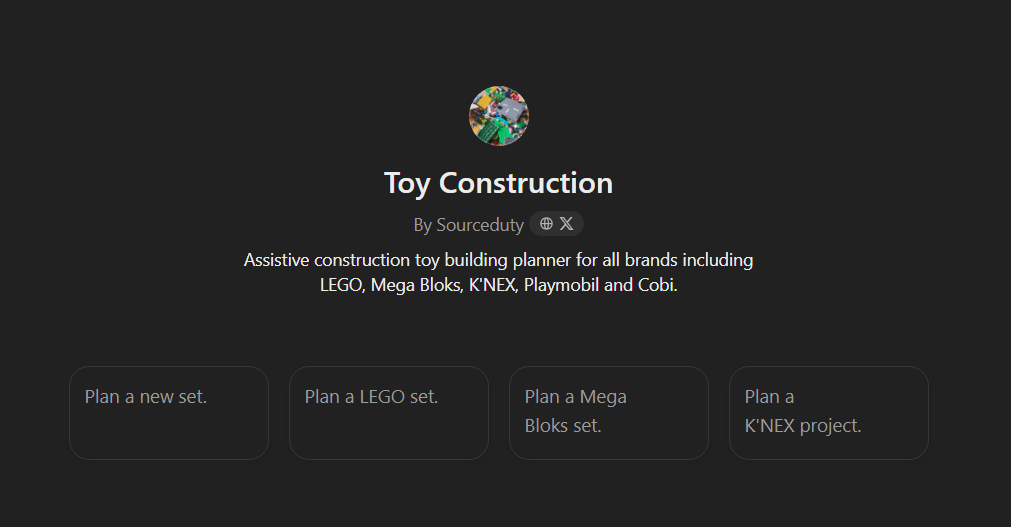 Toy Construction
By Sourceduty
Assistive construction toy building planner for all brands including
LEGO, Mega Bloks, K'NEX, Playmobil and Cobi.
Plan a new set.
Plan a LEGO set.
Plan a Mega
Bloks set.
Plan a
K'NEX project.